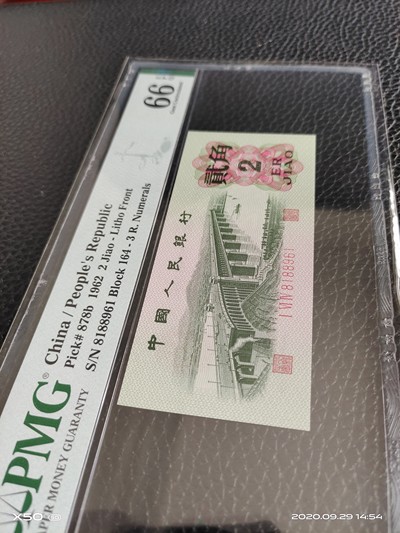 PMG®
PAPER MONEY GUARANTY
China / People's Republic
Pick# 878b 1962 2 Jiao - Litho Front
S/N 8188961 Block 164 - 3 R. Numerals
66
中國人民銀行
貳角
2
ER
JIAO
8188961
X50
2020.09.29 14:54